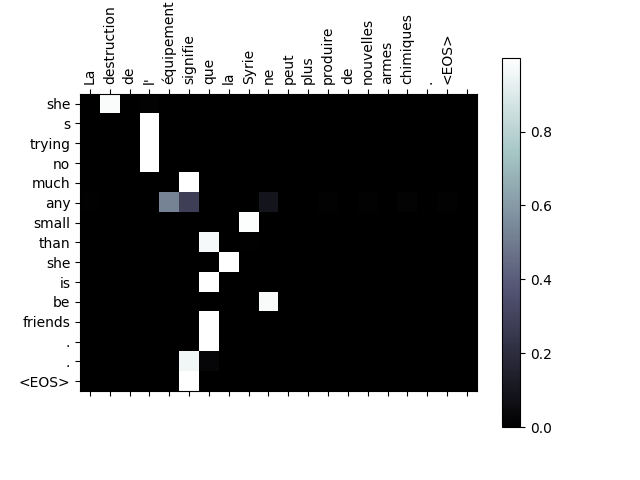 La destruction de l' équipement signifie que la Syrie ne peut plus produire de nouvelles armes chimiques . <EOS>
she
s
trying
no
much
any
small
than
she
is
be
friends
.
.
<EOS>
0.8
0.6
0.4
0.2
0.0